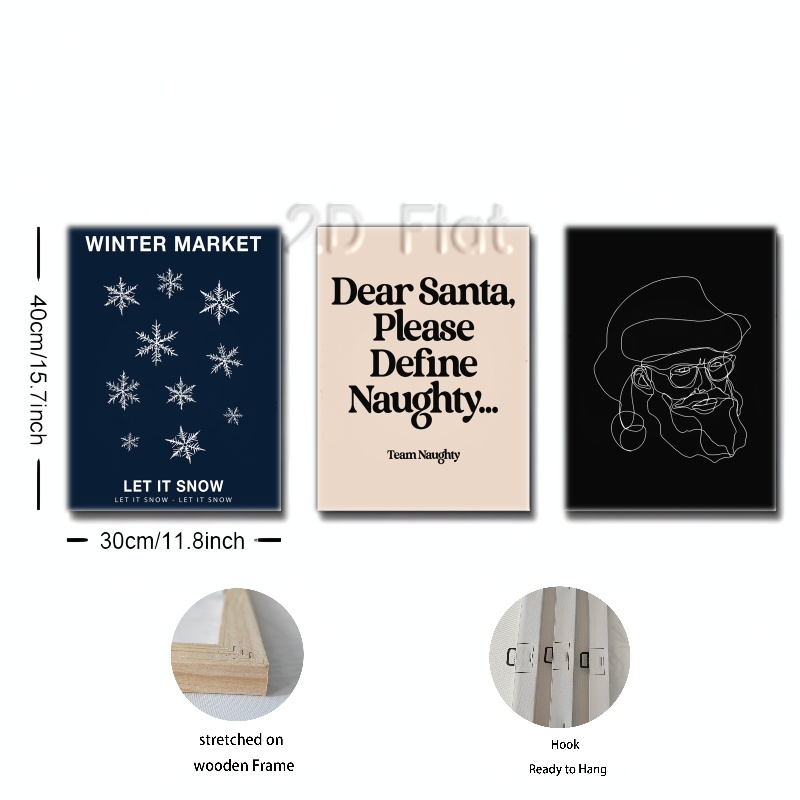 2D Flat
WINTER MARKET
LET IT SNOW
LET IT SNOW - LET IT SNOW
Dear Santa,
Please
Define
Naughty...
Team Naughty
40cm/15.7inch
30cm/11.8inch
stretched on
wooden Frame
Hook
Ready to Hang